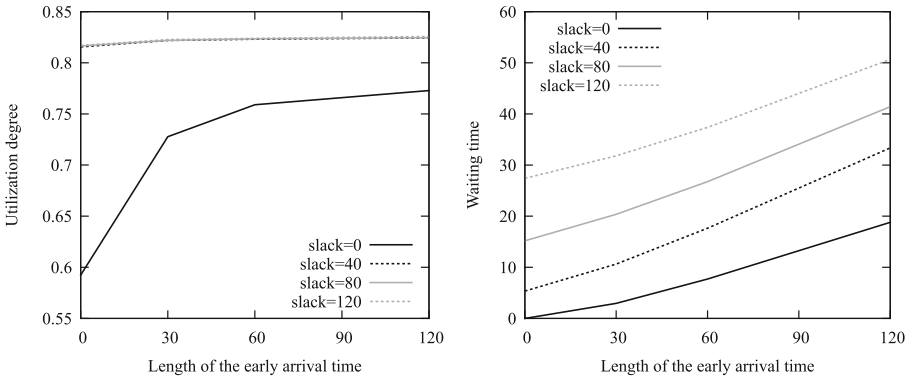 0.85
0.8
0.75
0.7
0.65
0.6
0.55
0 30 60 90 120
Utilization degree
Length of the early arrival time
slack=0
slack=40
slack=80
slack=120
60
50
40
30
20
10
0
0 30 60 90 120
Waiting time
Length of the early arrival time
slack=0
slack=40
slack=80
slack=120